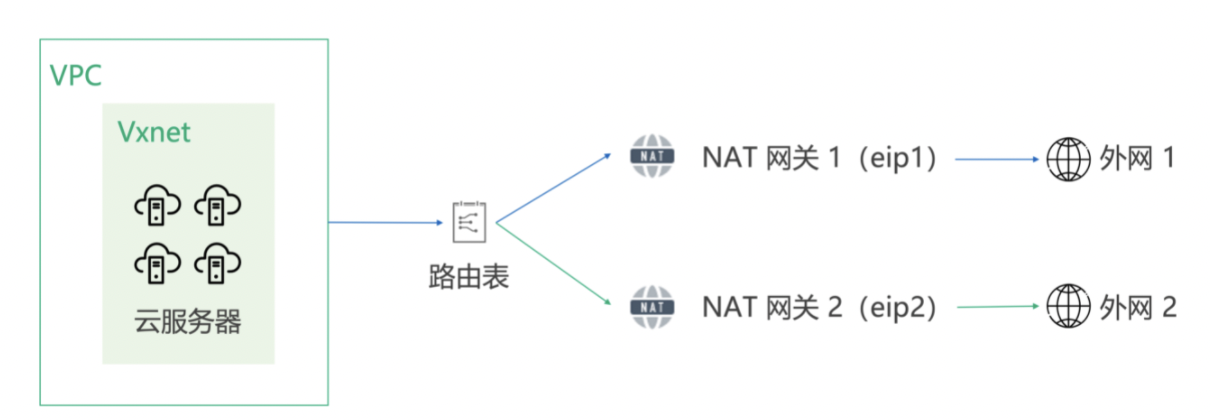 VPC
Vxnet
云服务器
路由表
NAT
NAT 网关 1（eip1）
外网 1
NAT
NAT 网关 2（eip2）
外网 2